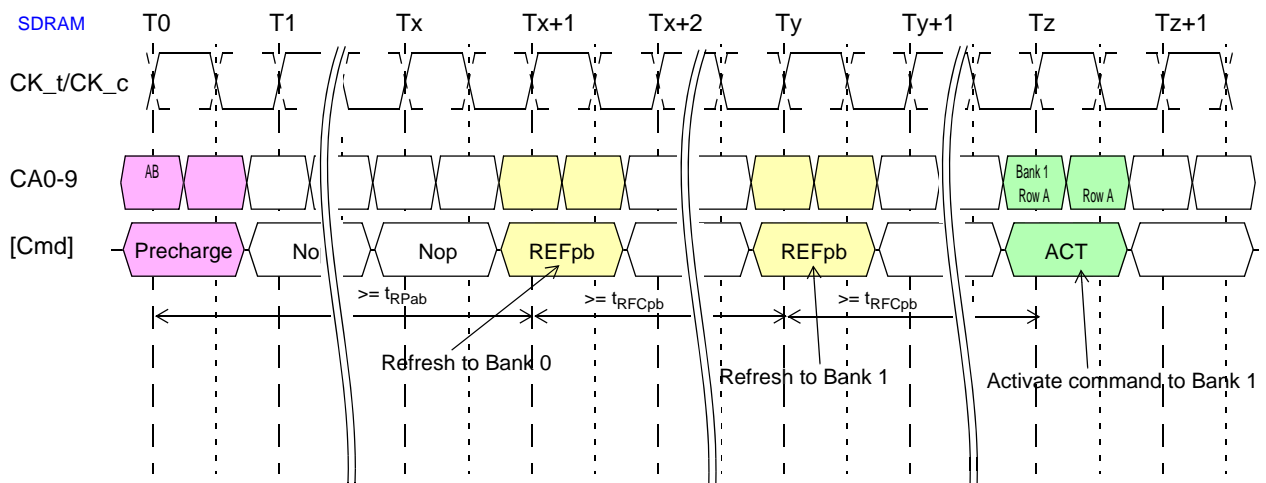 SDRAM T0 T1 Tx Tx+1 Tx+2 Ty Ty+1 Tz Tz+1
CK_t/CK_c
CA0-9 AB Bank 1 Row A Row A
[Cmd] Precharge Nop Nop REFpb REFpb ACT
>= tRPab >= tRFCpb >= tRFCpb
Refresh to Bank 0 Refresh to Bank 1 Activate command to Bank 1